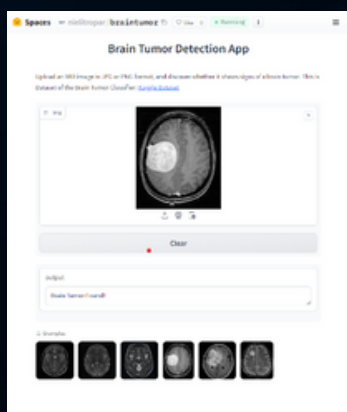 Spaces braintumor Running
Brain Tumor Detection App
Upload an MRI image in JPG or PNG format, and discover whether it shows signs of a brain tumor. This is
Dataset of the Brain Tumor Classifier: Kaggle Dataset
Clear
output
Brain Tumor Found!
Examples